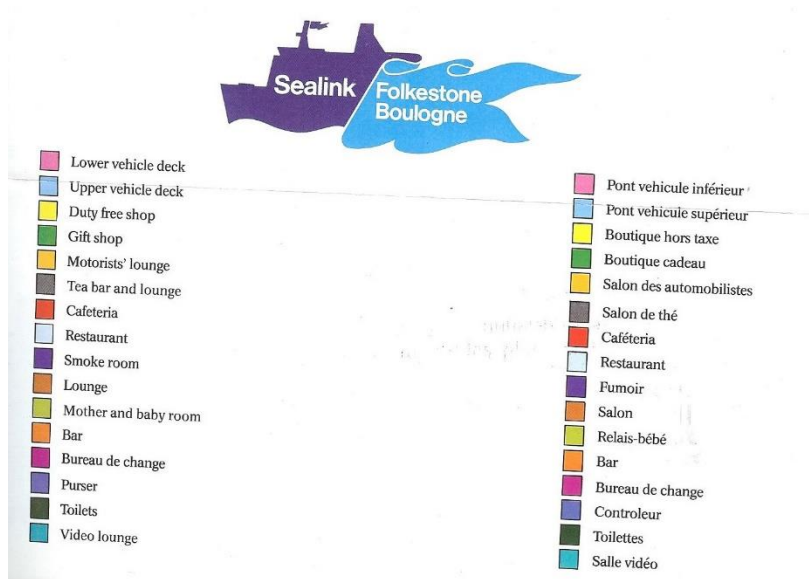 Sealink
Folkestone
Boulogne
Lower vehicle deck
Upper vehicle deck
Duty free shop
Gift shop
Motorists' lounge
Tea bar and lounge
Cafeteria
Restaurant
Smoke room
Lounge
Mother and baby room
Bar
Bureau de change
Purser
Toilets
Video lounge
Pont vehicule inférieur
Pont vehicule supérieur
Boutique hors taxe
Boutique cadeau
Salon des automobilistes
Salon de thé
Caféteria
Restaurant
Fumoir
Salon
Relais-bébé
Bar
Bureau de change
Controleur
Toilettes
Salle vidéo